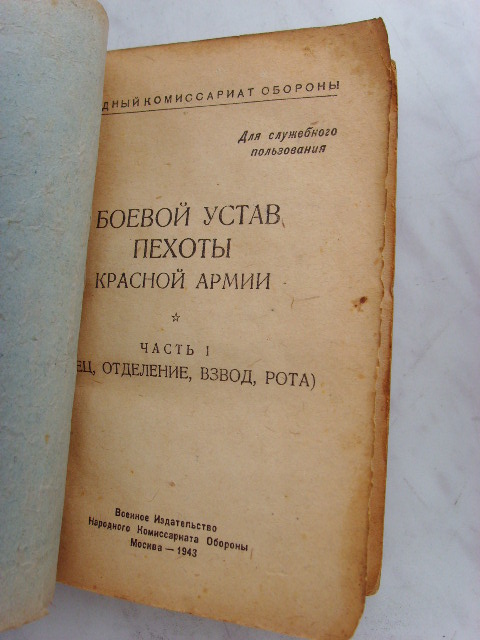 ДНЫЙ КОМИССАРИАТ ОБОРОНЫ
Для служебного
пользования
БОЕВОЙ УСТАВ
ПЕХОТЫ
КРАСНОЙ АРМИИ
ЧАСТЬ 1
ЕЦ, ОТДЕЛЕНИЕ, ВЗВОД, РОТА)
Военное Издательство
Народного Комиссариата Обороны
Москва — 1943